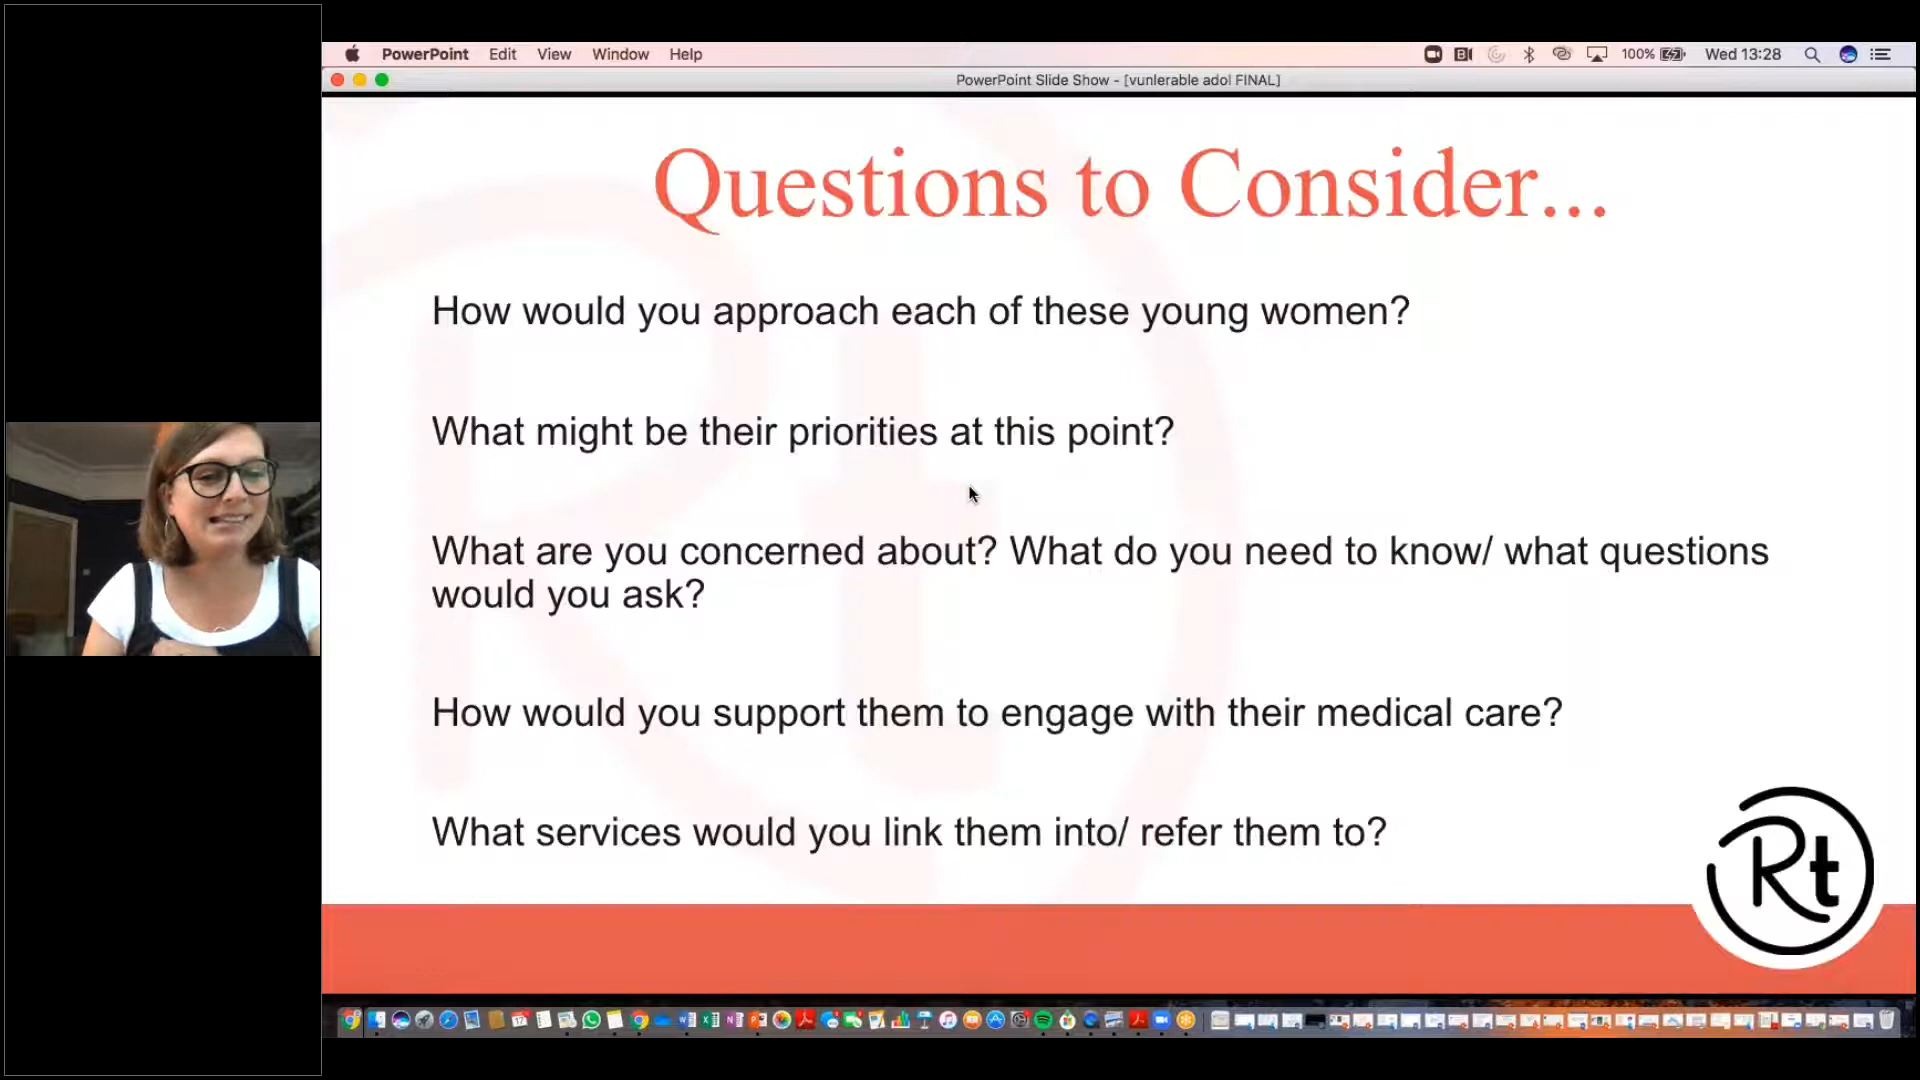 PowerPoint Edit View Window Help 100% Wed 13:28
PowerPoint Slide Show - [vunlerable adol FINAL]
Questions to Consider...
How would you approach each of these young women?
What might be their priorities at this point?
What are you concerned about? What do you need to know/ what questions
would you ask?
How would you support them to engage with their medical care?
What services would you link them into/ refer them to?
Rt